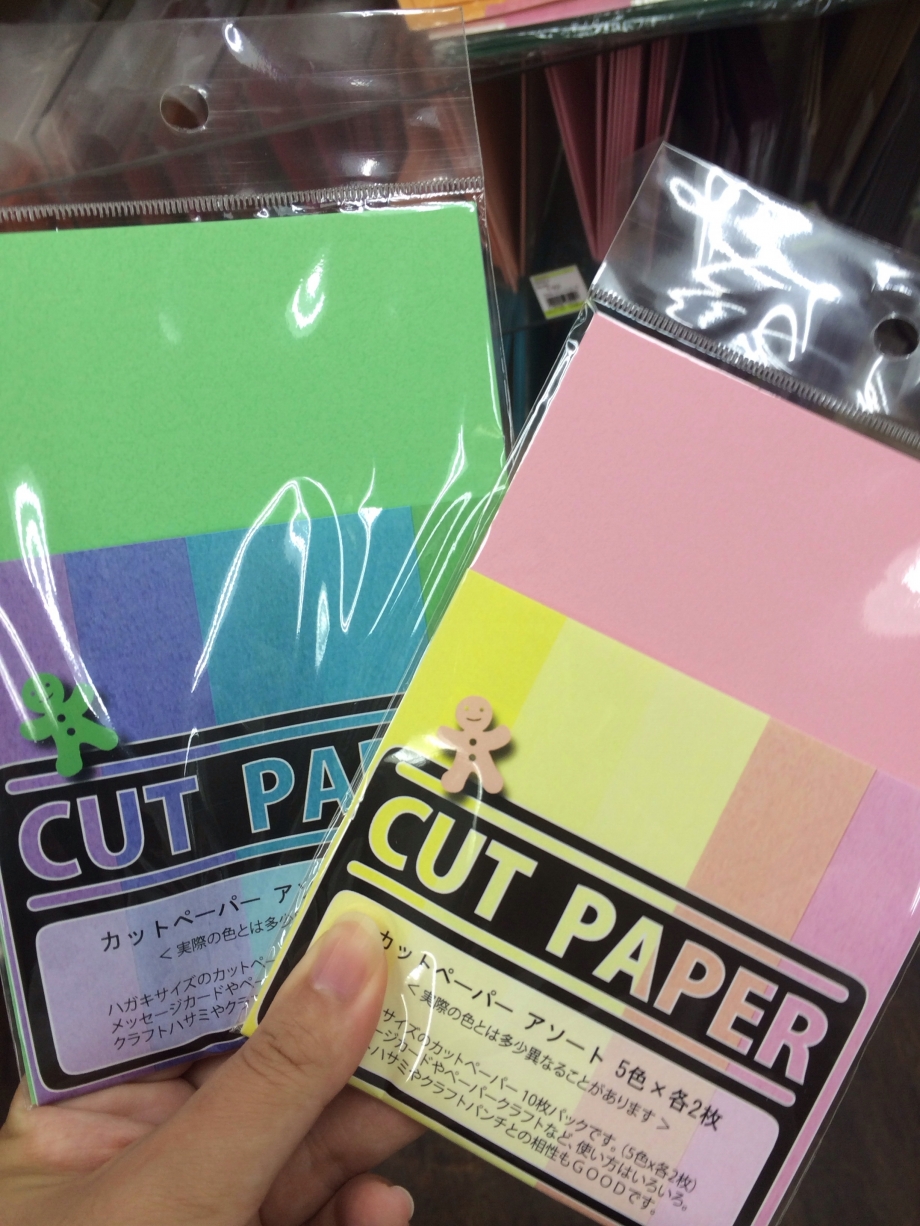 CUT PA
カットペーパー ア
＜実際の色とは多少
ハガキサイズのカットペー
メッセージカードやペー
クラフトハサミやクラ
CUT PAPER
カットペーパー アソート 5色×各2枚
＜実際の色とは多少異なることがあります＞
サイズのカットペーパー 10枚パックです。(5色x各2枚)
ージカードやペーパークラフトなど、使い方はいろいろ。
ハサミやクラフトパンチとの相性もGOODです。